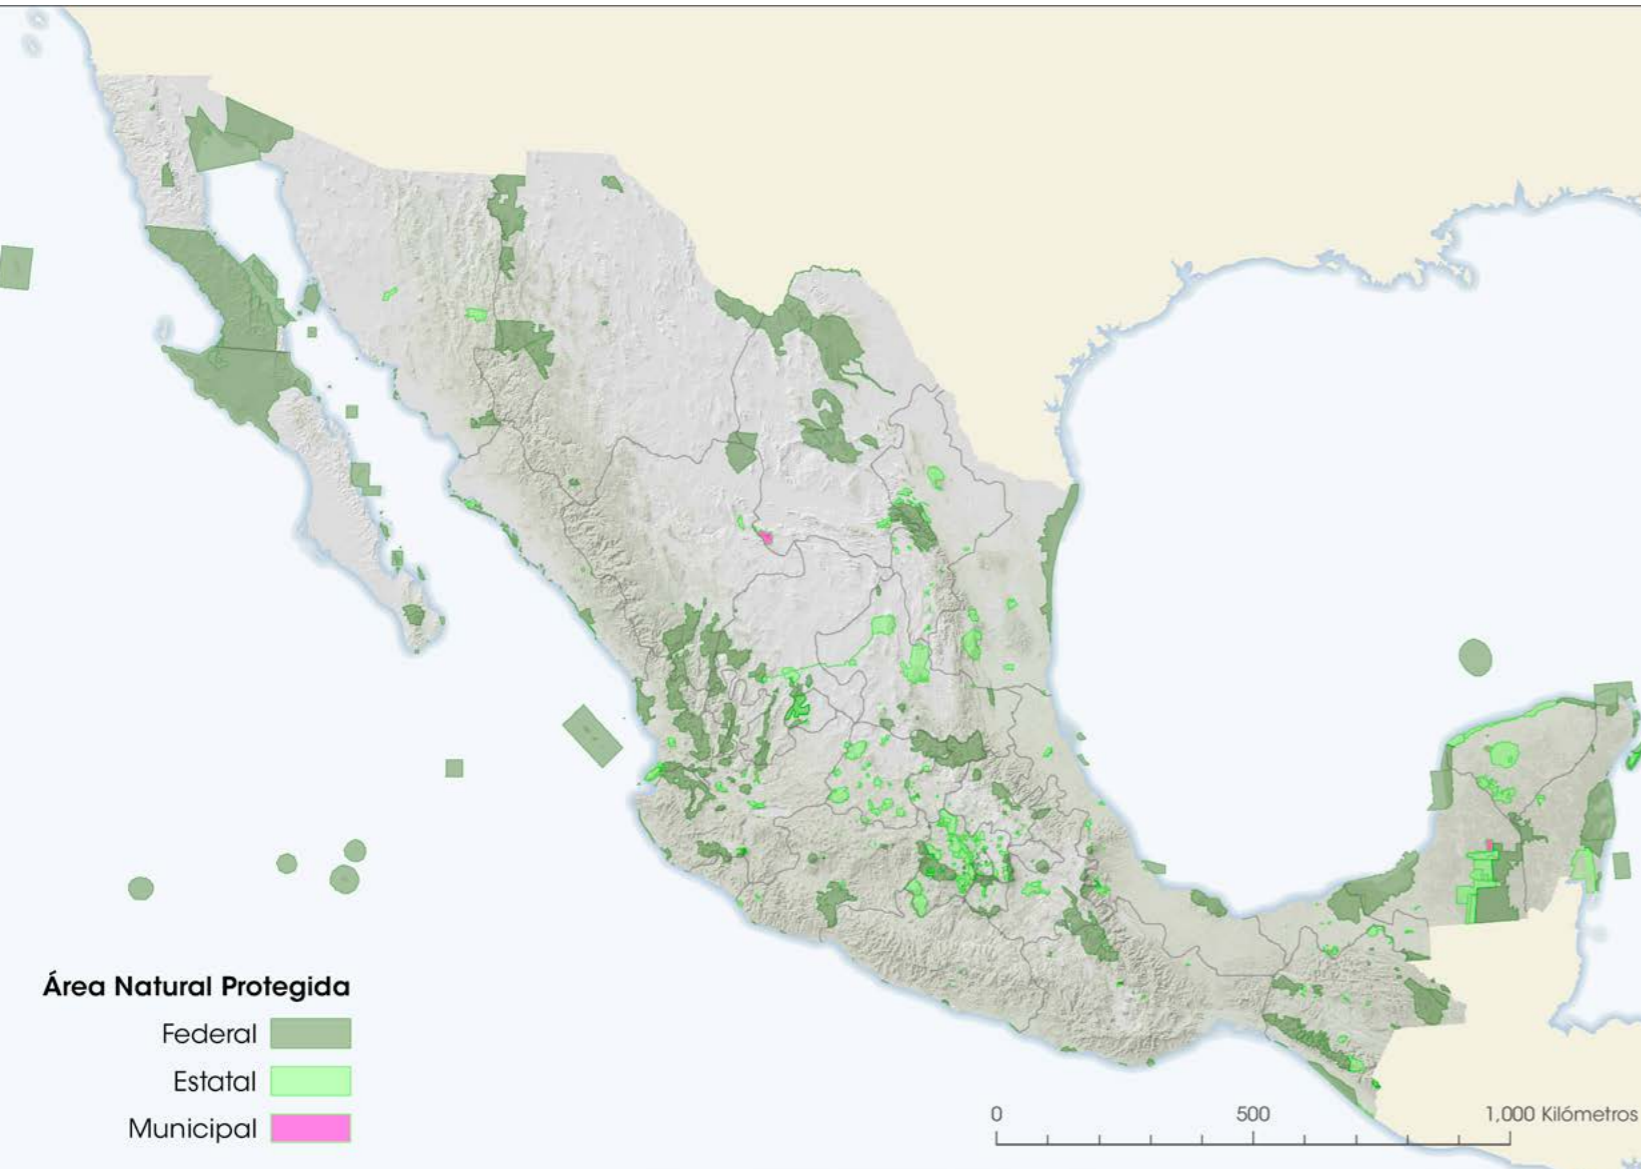 Área Natural Protegida
Federal
Estatal
Municipal
0 500 1,000 Kilómetros